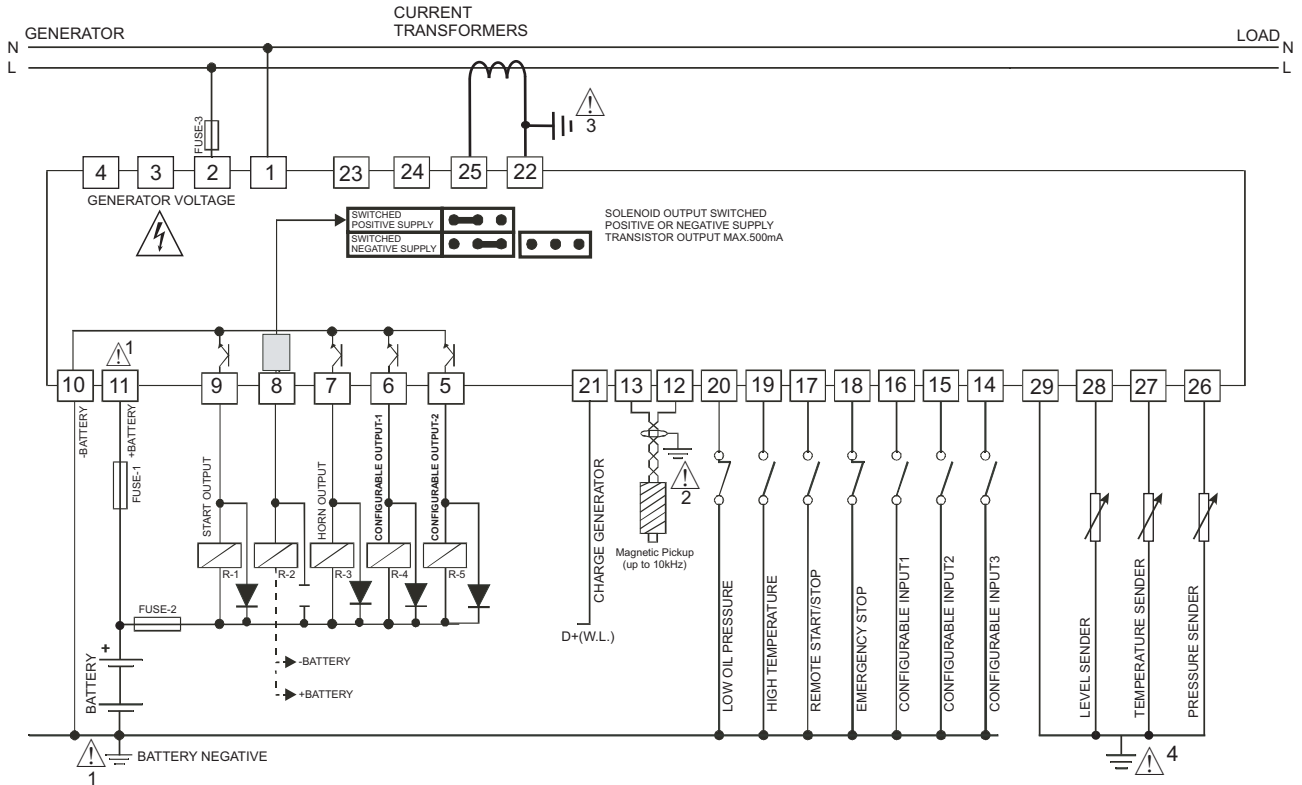 CURRENT
TRANSFORMERS
GENERATOR
LOAD
N
N
L
L
FUSE-3
3
4
3
2
1
23
24
25
22
GENERATOR VOLTAGE
SWITCHED
POSITIVE SUPPLY
SWITCHED
NEGATIVE SUPPLY
SOLENOID OUTPUT SWITCHED
POSITIVE OR NEGATIVE SUPPLY
TRANSISTOR OUTPUT MAX.500mA
1
10
11
9
8
7
6
5
21
13
12
20
19
17
18
16
15
14
29
28
27
26
-BATTERY
+BATTERY
FUSE-1
START OUTPUT
HORN OUTPUT
CONFIGURABLE OUTPUT-1
CONFIGURABLE OUTPUT-2
R-1
R-2
R-3
R-4
R-5
CHARGE GENERATOR
D+(W.L.)
2
Magnetic Pickup
(up to 10kHz)
LOW OIL PRESSURE
HIGH TEMPERATURE
REMOTE START/STOP
EMERGENCY STOP
CONFIGURABLE INPUT1
CONFIGURABLE INPUT2
CONFIGURABLE INPUT3
LEVEL SENDER
TEMPERATURE SENDER
PRESSURE SENDER
FUSE-2
+
BATTERY
-BATTERY
+BATTERY
1
BATTERY NEGATIVE
4